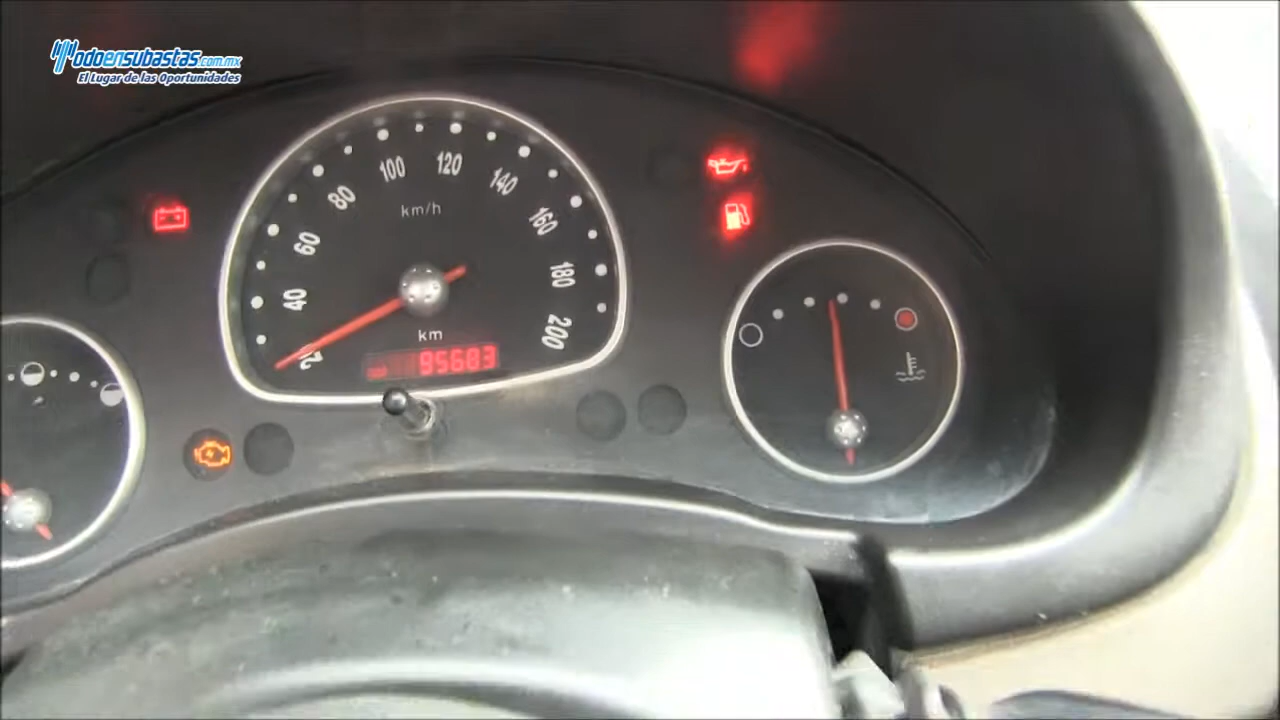 Todoensubastas.com.mx
El Lugar de las Oportunidades
40
60
80
100
120
140
160
180
200
km/h
km
95683